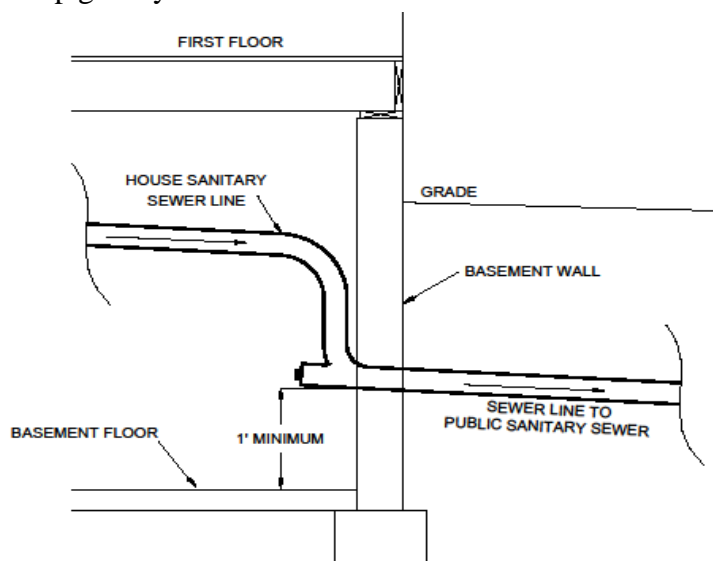 FIRST FLOOR
HOUSE SANITARY
SEWER LINE
GRADE
BASEMENT WALL
SEWER LINE TO
PUBLIC SANITARY SEWER
BASEMENT FLOOR
1' MINIMUM